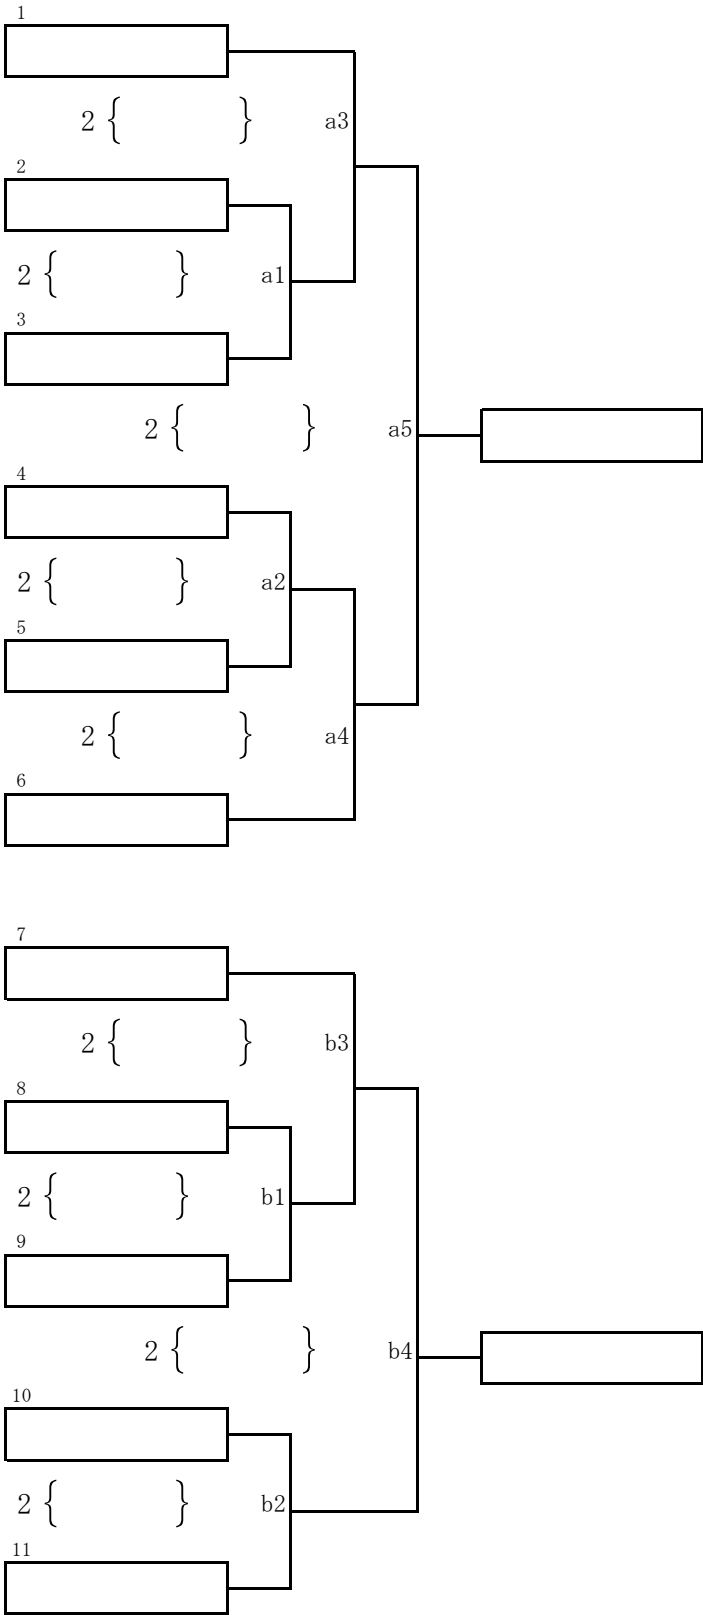 1
2 { } a3
2
2 { } a1
3
2 { } a5
4
2 { } a2
5
2 { } a4
6
7
2 { } b3
8
2 { } b1
9
2 { } b4
10
2 { } b2
11